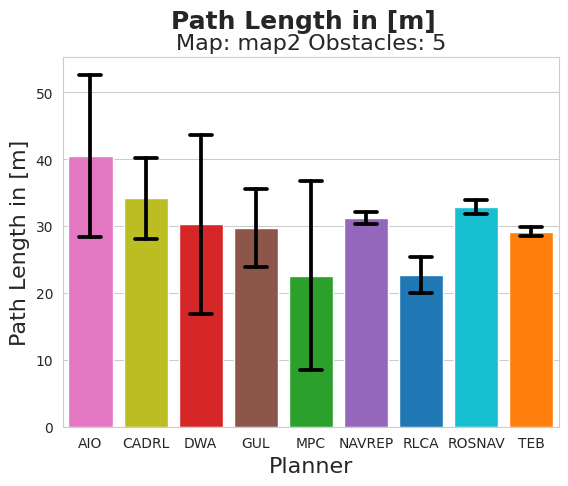 Path Length in [m]
Map: map2 Obstacles: 5
Path Length in [m]
50
40
30
20
10
0
AIO CADRL DWA GUL MPC NAVREP RLCA ROSNAV TEB
Planner